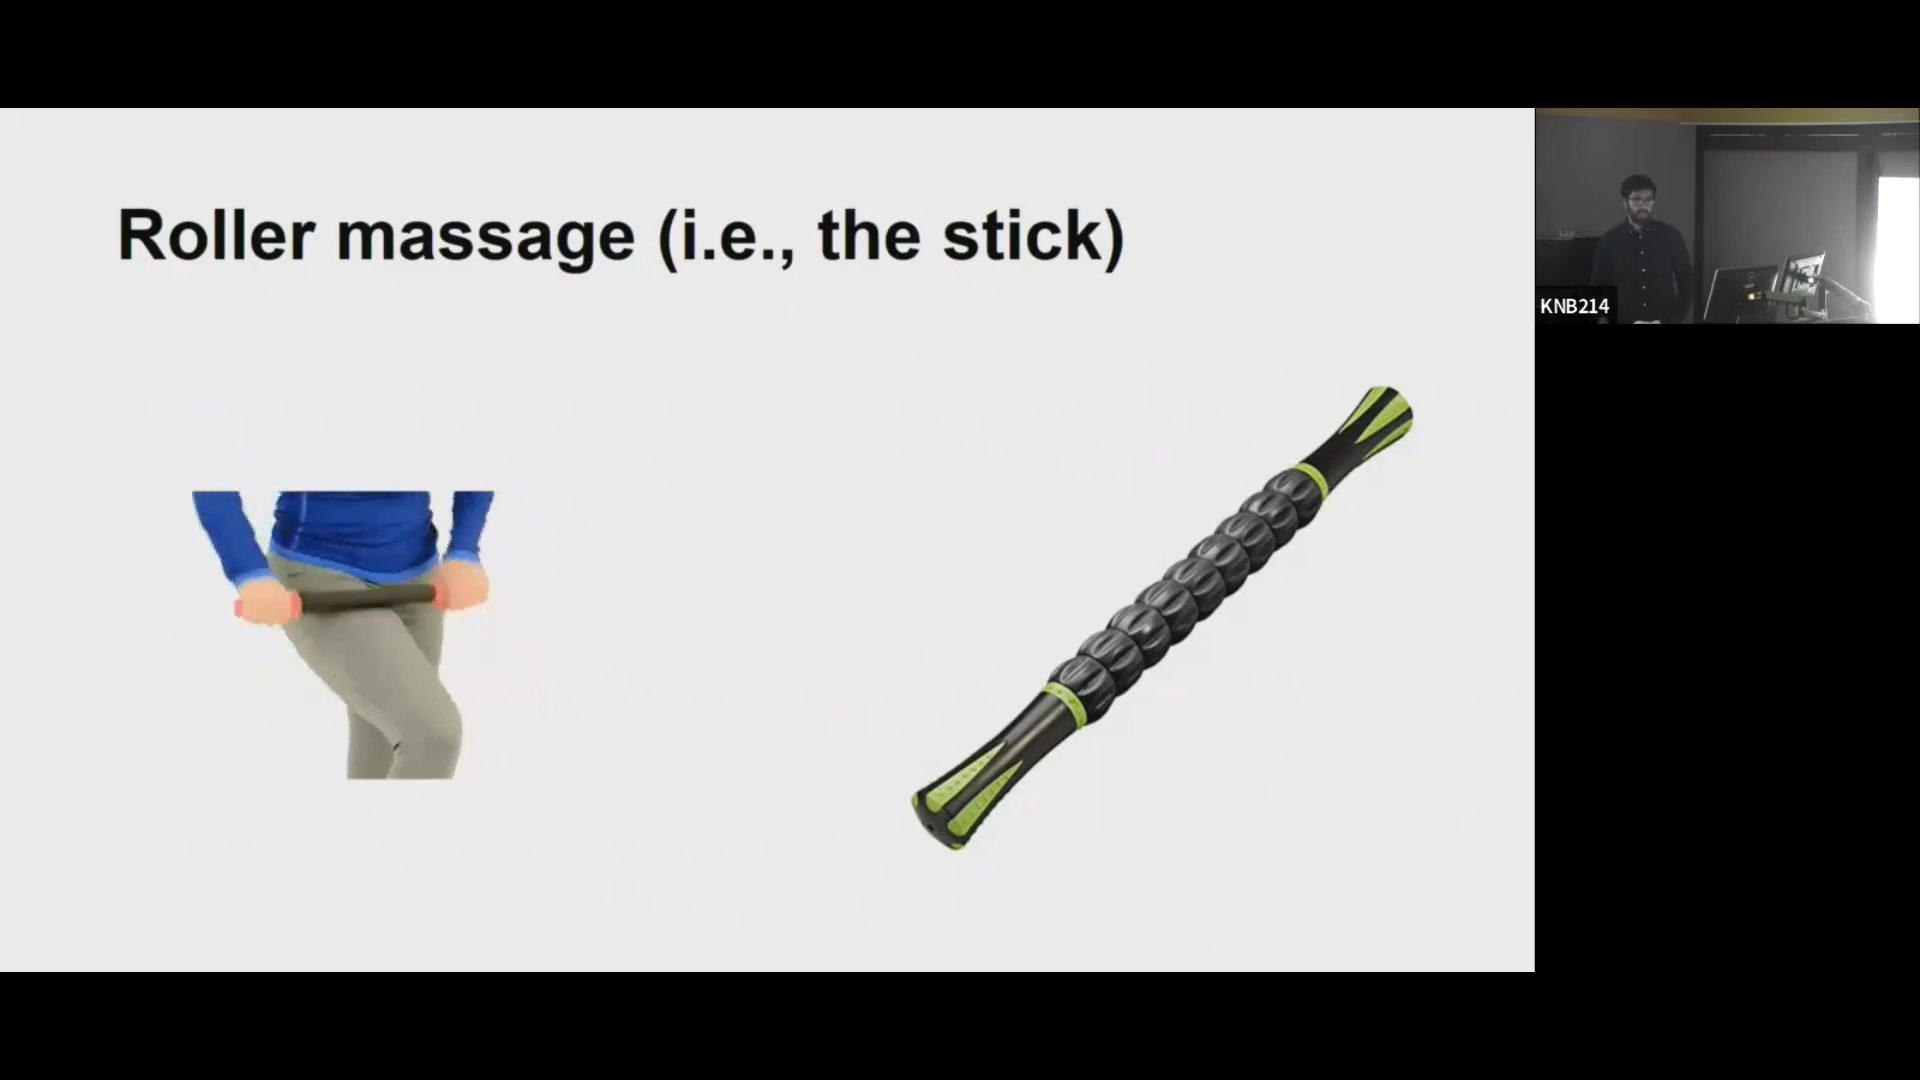 Roller massage (i.e., the stick)
KNB214